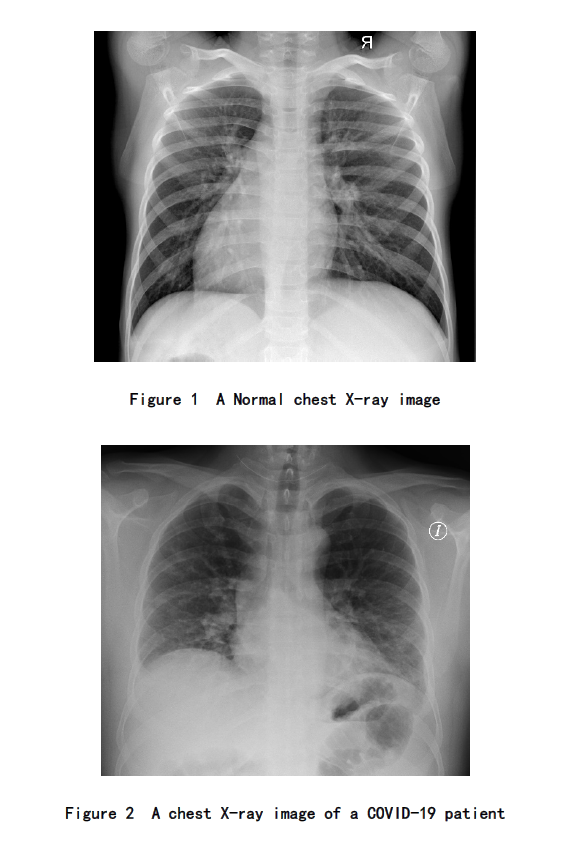 R
Figure 1 A Normal chest X-ray image
I
Figure 2 A chest X-ray image of a COVID-19 patient